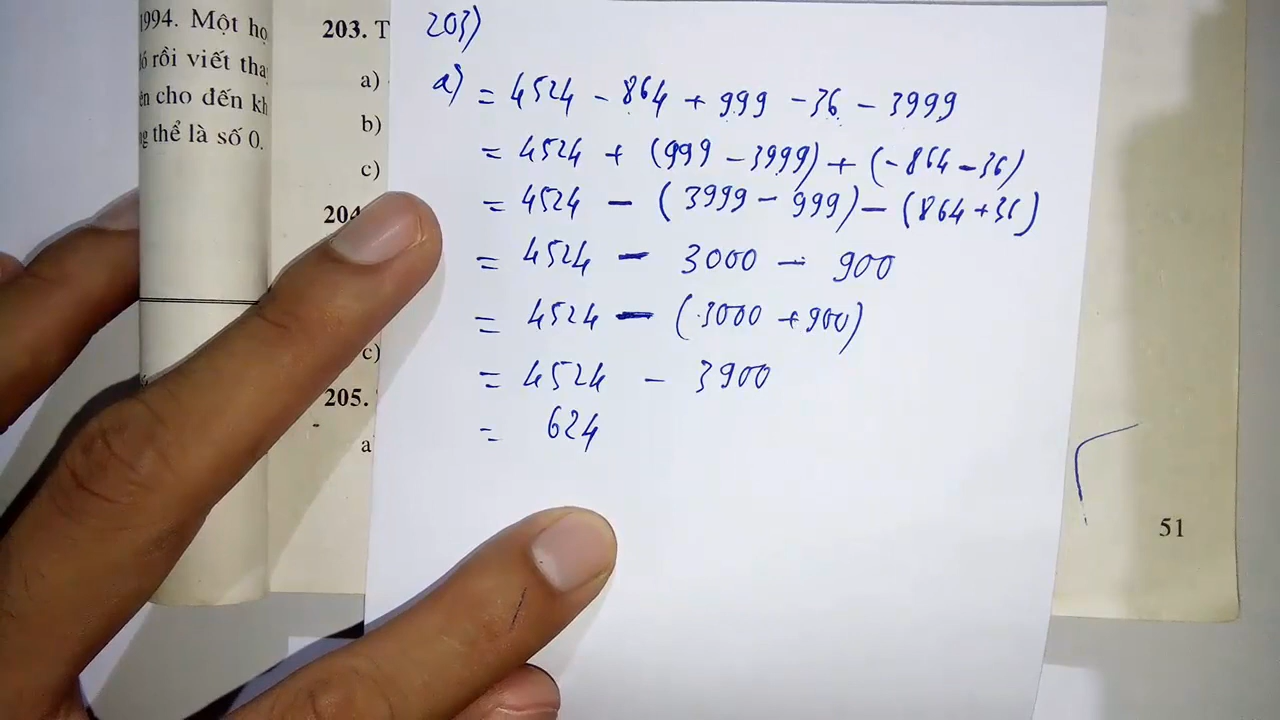 1994. Một họ
rồi viết tha
cho đến kh
thể là số 0.
203. T
a)
b)
c)
204
c)
205.
a
203)
a) = 4524 - 864 + 999 - 36 - 3999
= 4524 + (999 - 3999) + (-864 - 36)
= 4524 - (3999 - 999) - (864 + 36)
= 4524 - 3000 - 900
= 4524 - (3000 + 900)
= 4524 - 3900
= 624
51